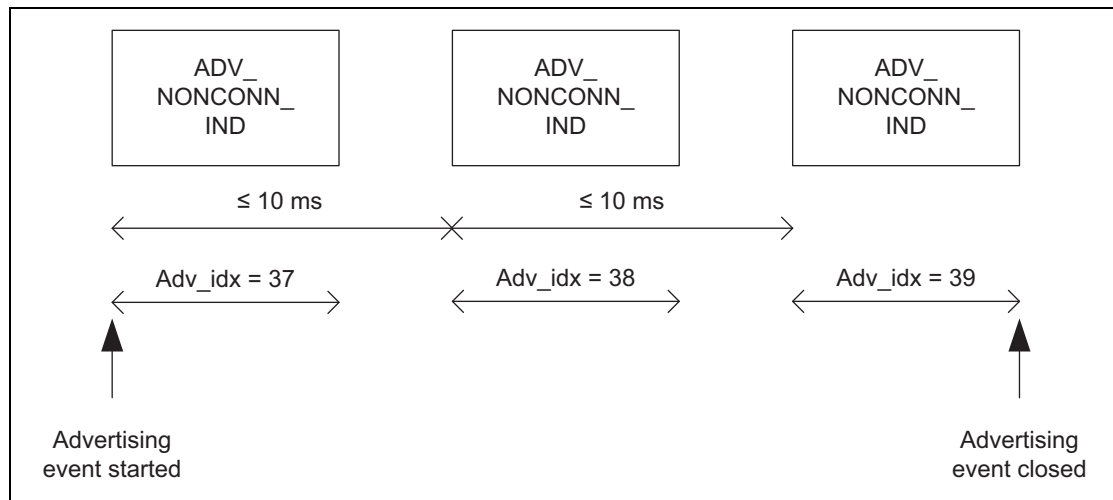 ADV_
NONCONN_
IND
ADV_
NONCONN_
IND
ADV_
NONCONN_
IND
≤ 10 ms
≤ 10 ms
Adv_idx = 37
Adv_idx = 38
Adv_idx = 39
Advertising
event started
Advertising
event closed